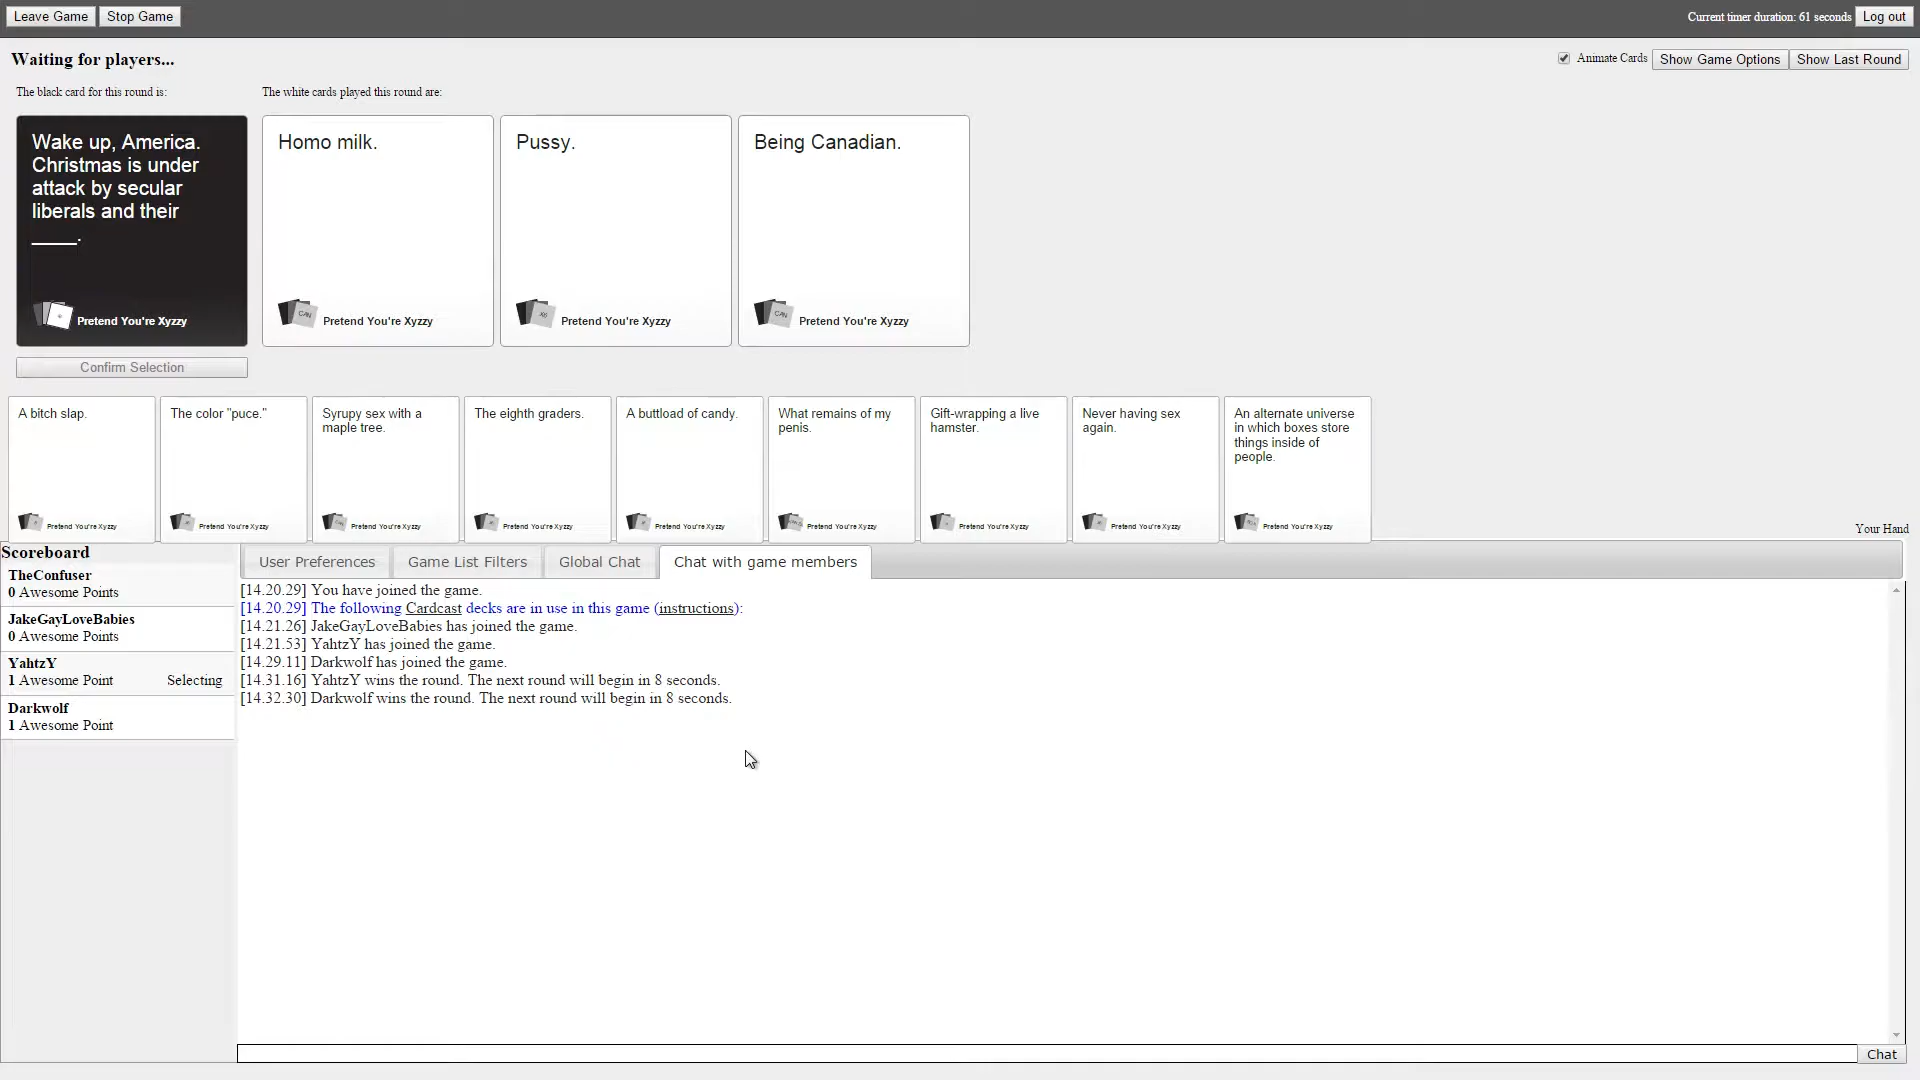 Leave Game Stop Game Current timer duration: 61 seconds Log out
Waiting for players... Animate Cards Show Game Options Show Last Round
The black card for this round is: The white cards played this round are:
Wake up, America.
Christmas is under
attack by secular
liberals and their
____.
Pretend You're Xyzzy
Homo milk.
CAN Pretend You're Xyzzy
Pussy.
Pretend You're Xyzzy
Being Canadian.
CAN Pretend You're Xyzzy
Confirm Selection
A bitch slap.
Pretend You're Xyzzy
The color "puce."
Pretend You're Xyzzy
Syrupy sex with a
maple tree.
Pretend You're Xyzzy
The eighth graders.
Pretend You're Xyzzy
A buttload of candy.
Pretend You're Xyzzy
What remains of my
penis.
Pretend You're Xyzzy
Gift-wrapping a live
hamster.
Pretend You're Xyzzy
Never having sex
again.
Pretend You're Xyzzy
An alternate universe
in which boxes store
things inside of
people.
Pretend You're Xyzzy
Your Hand
Scoreboard
TheConfuser
0 Awesome Points
JakeGayLoveBabies
0 Awesome Points
YahtzY
1 Awesome Point Selecting
Darkwolf
1 Awesome Point
User Preferences Game List Filters Global Chat Chat with game members
[14.20.29] You have joined the game.
[14.20.29] The following Cardcast decks are in use in this game (instructions):
[14.21.26] JakeGayLoveBabies has joined the game.
[14.21.53] YahtzY has joined the game.
[14.29.11] Darkwolf has joined the game.
[14.31.16] YahtzY wins the round. The next round will begin in 8 seconds.
[14.32.30] Darkwolf wins the round. The next round will begin in 8 seconds.
Chat